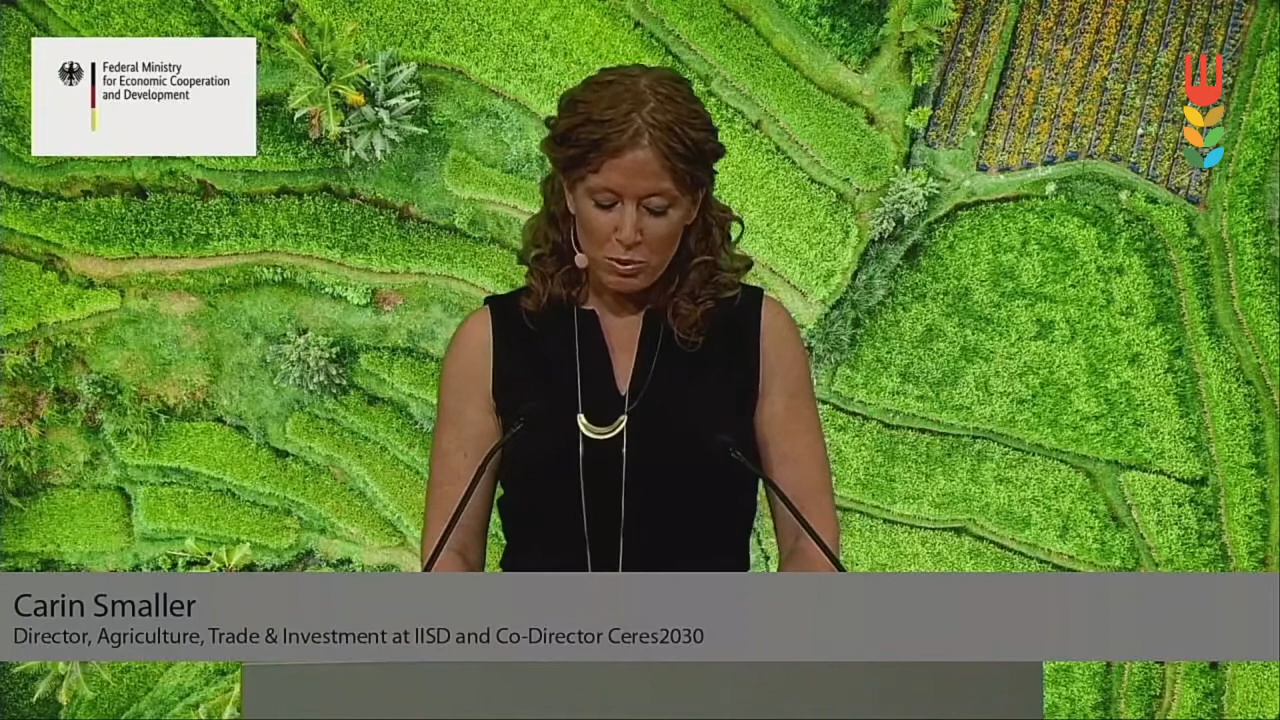 Federal Ministry
for Economic Cooperation
and Development
Carin Smaller
Director, Agriculture, Trade & Investment at IISD and Co-Director Ceres2030